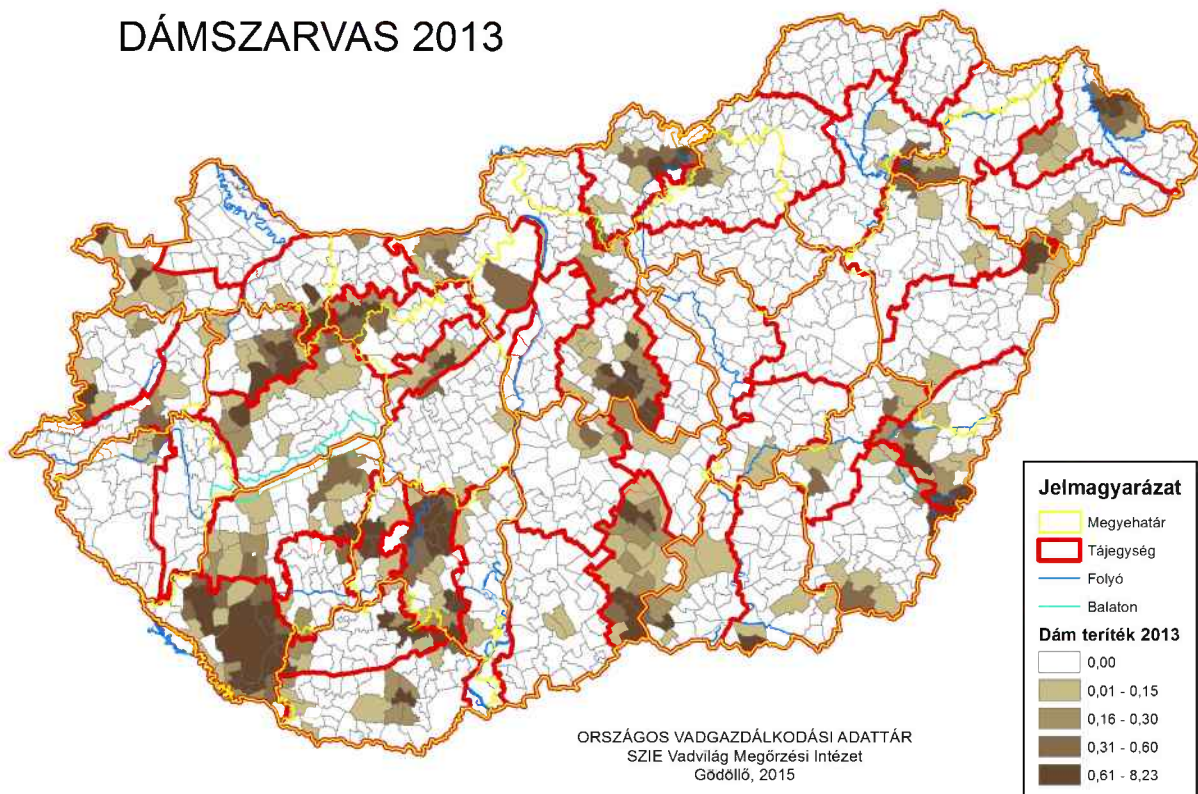 DÁMSZARVAS 2013
Jelmagyarázat
Megyehatár
Tájegység
Folyó
Balaton
Dám teríték 2013
0,00
0,01 - 0,15
0,16 - 0,30
0,31 - 0,60
0,61 - 8,23
ORSZÁGOS VADGAZDÁLKODÁSI ADATTÁR
SZIE Vadvilág Megőrzési Intézet
Gödöllő, 2015